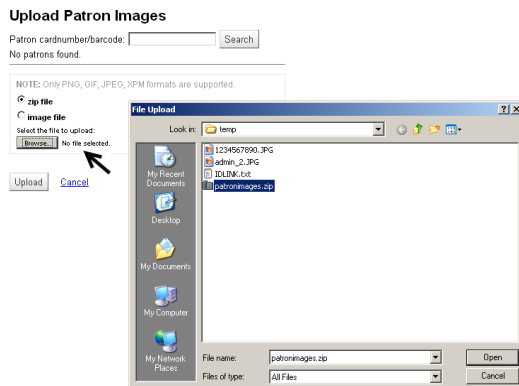 Upload Patron Images
Patron cardnumber/barcode: Search
No patrons found.
NOTE: Only PNG, GIF, JPEG, XPM formats are supported.
zip file
image file
Select the file to upload:
Browse... No file selected.
Upload Cancel
File Upload
Look in: temp
My Recent Documents
Desktop
My Documents
My Computer
My Network Places
1234567890.JPG
admin_2.JPG
IDLINK.txt
patronimages.zip
File name: patronimages.zip Open
Files of type: All Files Cancel